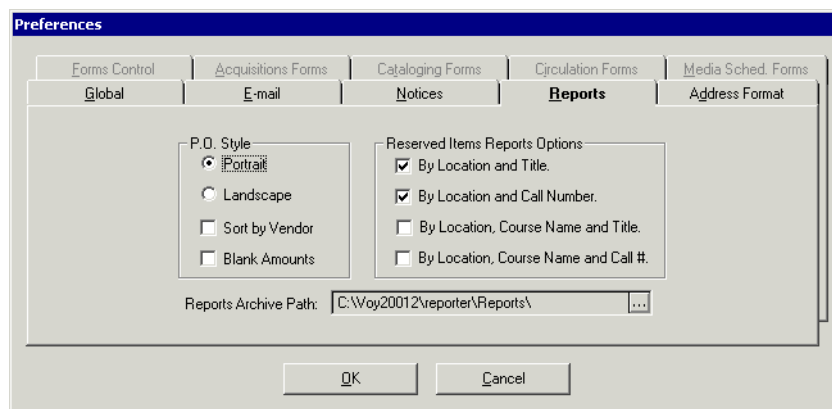 Preferences
Forms Control Acquisitions Forms Cataloging Forms Circulation Forms Media Sched. Forms
Global E-mail Notices Reports Address Format
P.O. Style
Portrait
Landscape
Sort by Vendor
Blank Amounts
Reserved Items Reports Options
By Location and Title.
By Location and Call Number.
By Location, Course Name and Title.
By Location, Course Name and Call #.
Reports Archive Path: C:\Voy20012\reporter\Reports\ ...
OK Cancel